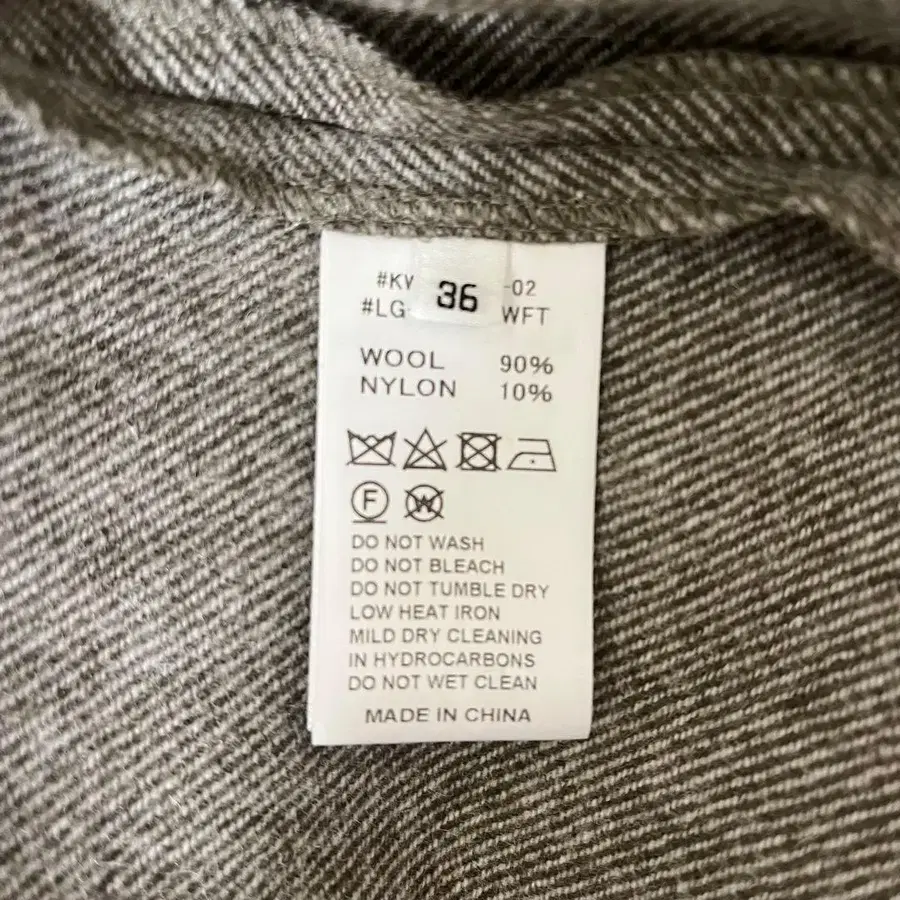 #KV 36 -02
#LG WFT
WOOL 90%
NYLON 10%
F W
DO NOT WASH
DO NOT BLEACH
DO NOT TUMBLE DRY
LOW HEAT IRON
MILD DRY CLEANING
IN HYDROCARBONS
DO NOT WET CLEAN
MADE IN CHINA